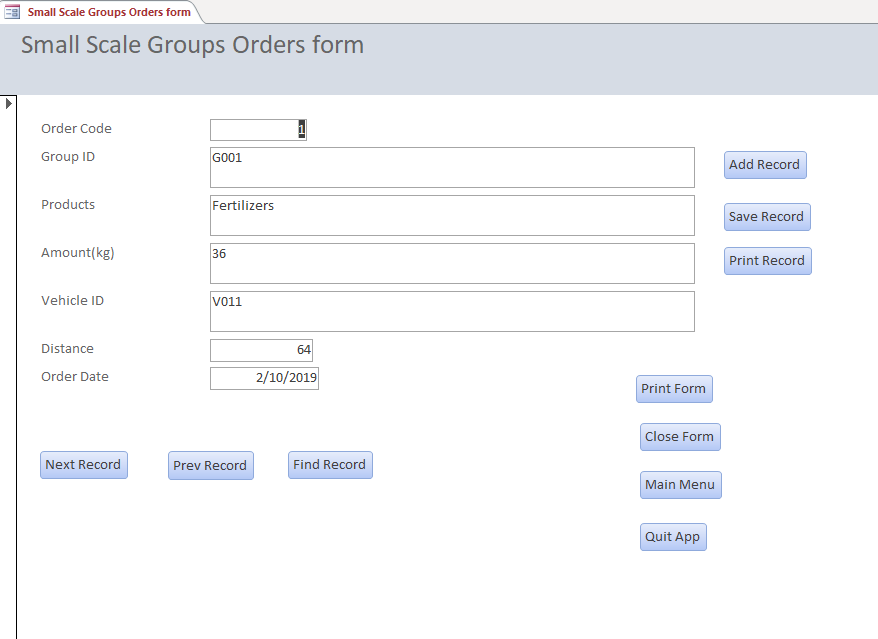 Small Scale Groups Orders form
Small Scale Groups Orders form
Order Code 1
Group ID G001
Add Record
Products Fertilizers
Save Record
Amount(kg) 36
Print Record
Vehicle ID V011
Distance 64
Order Date 2/10/2019
Print Form
Close Form
Next Record Prev Record Find Record
Main Menu
Quit App